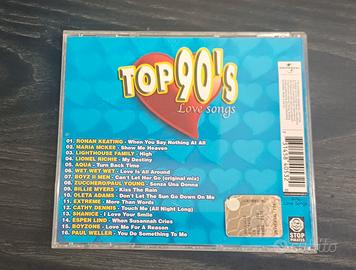 TOP 90'S
Love songs
01. RONAN KEATING - When You Say Nothing At All
02. MARIA MCKEE - Show Me Heaven
03. LIGHTHOUSE FAMILY - High
04. LIONEL RICHIE - My Destiny
05. AQUA - Turn Back Time
06. WET WET WET - Love Is All Around
07. BOYZ II MEN - Can't Let Her Go (original mix)
08. ZUCCHERO/PAUL YOUNG - Senza Una Donna
09. BILLIE MYERS - Kiss The Rain
10. OLETA ADAMS - Don't Let The Sun Go Down On Me
11. EXTREME - More Than Words
12. CATHY DENNIS - Touch Me (All Night Long)
13. SHANICE - I Love Your Smile
14. ESPEN LIND - When Susannah Cries
15. BOYZONE - Love Me For A Reason
16. PAUL WELLER - You Do Something To Me
STOP
PIRATES
Love Songs